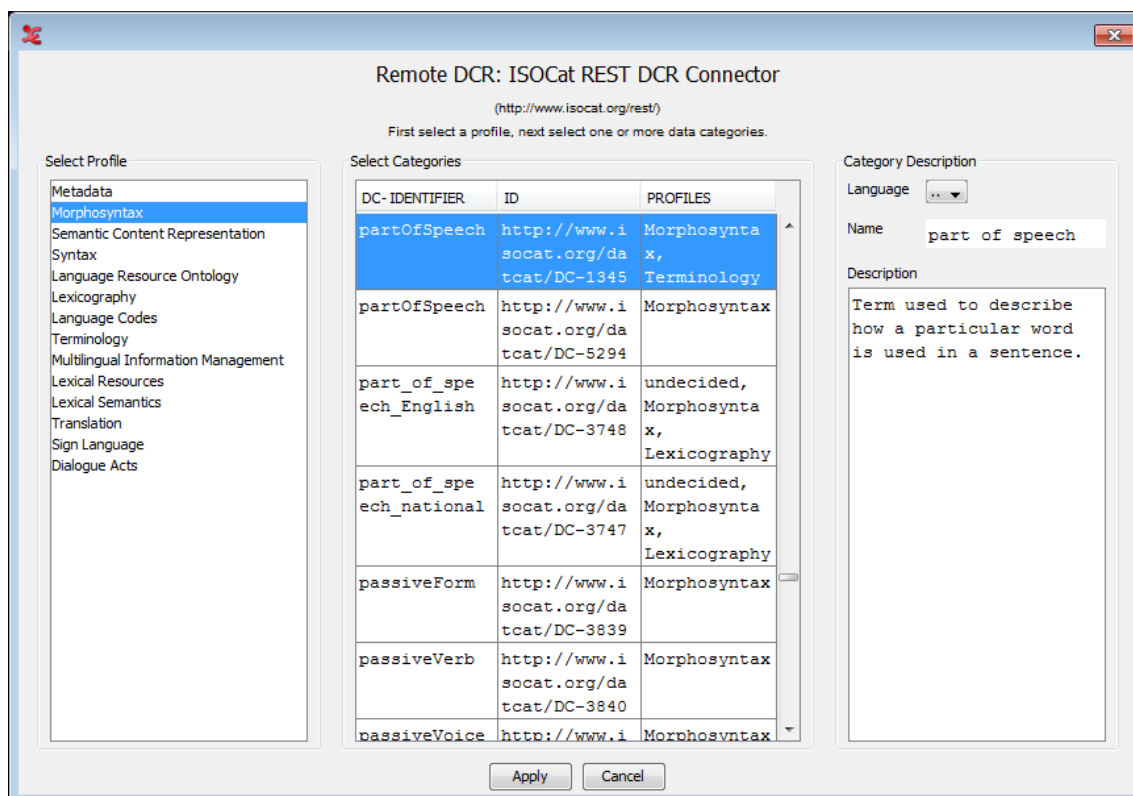 Remote DCR: ISOCat REST DCR Connector
(http://www.isocat.org/rest/)
First select a profile, next select one or more data categories.
Select Profile
Metadata
Morphosyntax
Semantic Content Representation
Syntax
Language Resource Ontology
Lexicography
Language Codes
Terminology
Multilingual Information Management
Lexical Resources
Lexical Semantics
Translation
Sign Language
Dialogue Acts
Select Categories
DC-IDENTIFIER ID PROFILES
partOfSpeech http://www.i Morphosynta
socat.org/da x,
tcat/DC-1345 Terminology
partOfSpeech http://www.i Morphosyntax
socat.org/da
tcat/DC-5294
part_of_spe http://www.i undecided,
ech_English socat.org/da Morphosynta
tcat/DC-3748 x,
Lexicography
part_of_spe http://www.i undecided,
ech_national socat.org/da Morphosynta
tcat/DC-3747 x,
Lexicography
passiveForm http://www.i Morphosyntax
socat.org/da
tcat/DC-3839
passiveVerb http://www.i Morphosyntax
socat.org/da
tcat/DC-3840
passiveVoice http://www.i Morphosyntax
Category Description
Language ..
Name part of speech
Description
Term used to describe
how a particular word
is used in a sentence.
Apply Cancel